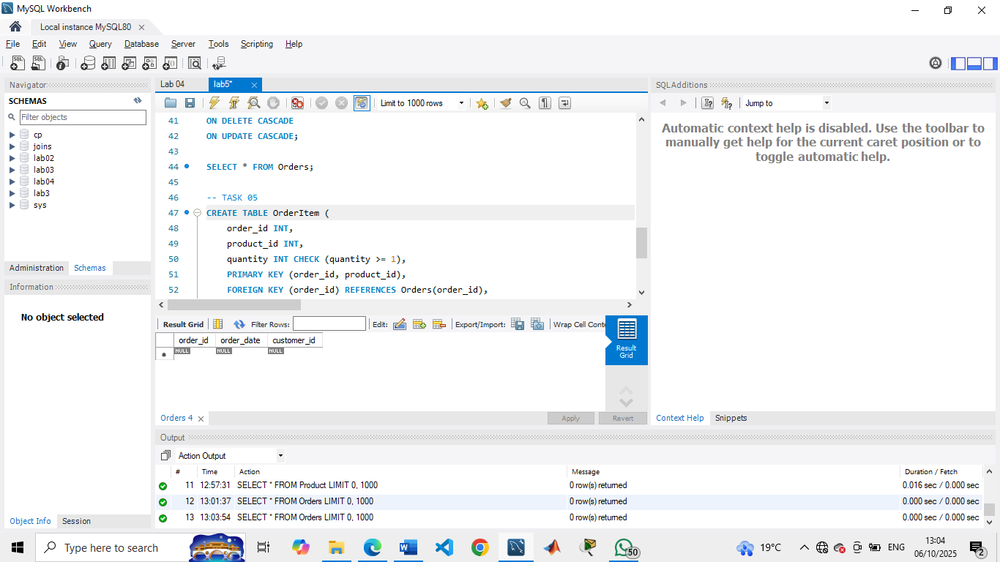 MySQL Workbench
Local instance MySQL80
File Edit View Query Database Server Tools Scripting Help
Navigator
SCHEMAS
Filter objects
cp
joins
lab02
lab03
lab04
lab3
sys
Administration Schemas
Information
No object selected
Object Info Session
Lab 04 lab5*
Limit to 1000 rows
41 ON DELETE CASCADE
42 ON UPDATE CASCADE;
43
44 SELECT * FROM Orders;
45
46 -- TASK 05
47 CREATE TABLE OrderItem (
48 order_id INT,
49 product_id INT,
50 quantity INT CHECK (quantity >= 1),
51 PRIMARY KEY (order_id, product_id),
52 FOREIGN KEY (order_id) REFERENCES Orders(order_id),
Result Grid Filter Rows: Edit: Export/Import: Wrap Cell Conte
order_id order_date customer_id
NULL NULL NULL
Result
Grid
Orders 4 Apply Revert
SQLAdditions
Jump to
Automatic context help is disabled. Use the toolbar to
manually get help for the current caret position or to
toggle automatic help.
Context Help Snippets
Output
Action Output
# Time Action Message Duration / Fetch
11 12:57:31 SELECT * FROM Product LIMIT 0, 1000 0 row(s) returned 0.016 sec / 0.000 sec
12 13:01:37 SELECT * FROM Orders LIMIT 0, 1000 0 row(s) returned 0.000 sec / 0.000 sec
13 13:03:54 SELECT * FROM Orders LIMIT 0, 1000 0 row(s) returned 0.000 sec / 0.000 sec
Type here to search
50
19°C
ENG
13:04
06/10/2025
2